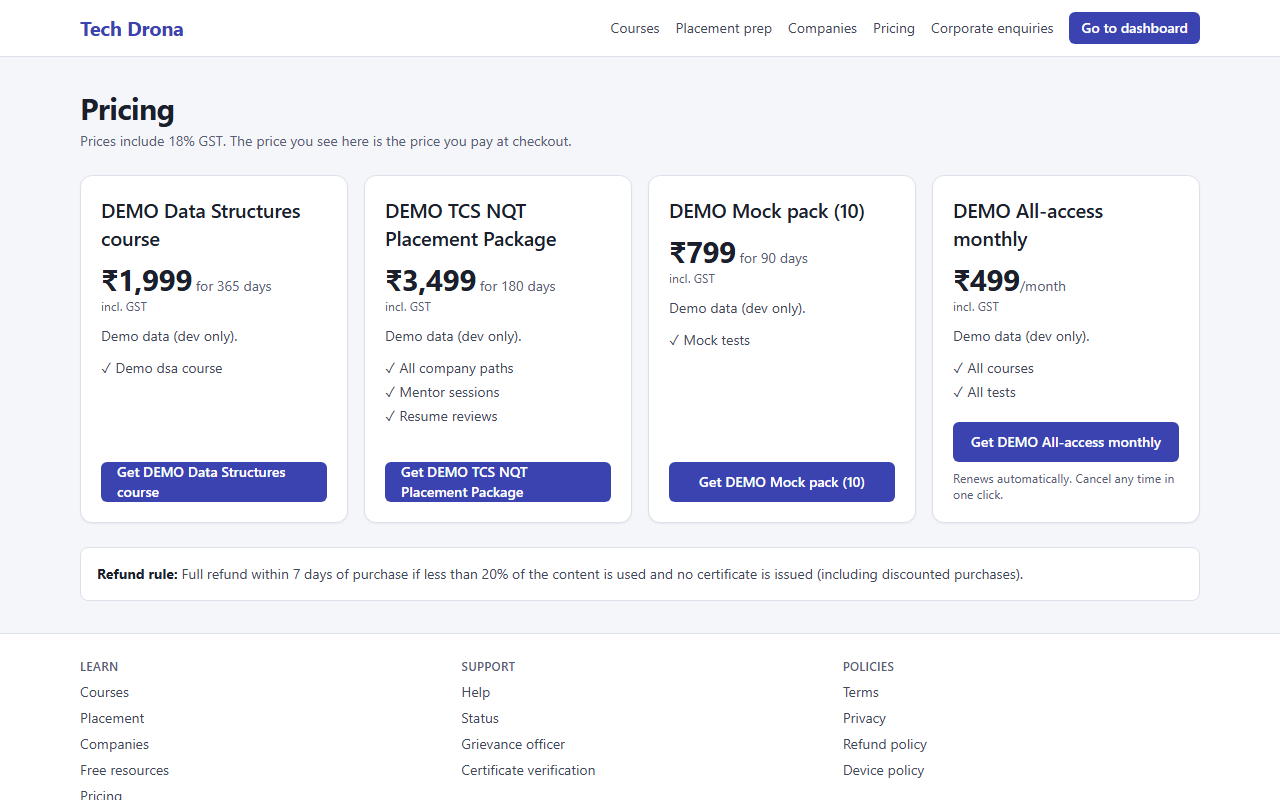 Tech Drona
Courses
Placement prep
Companies
Pricing
Corporate enquiries
Go to dashboard
Pricing
Prices include 18% GST. The price you see here is the price you pay at checkout.
DEMO Data Structures
course
₹1,999 for 365 days
incl. GST
Demo data (dev only).
✓ Demo dsa course
Get DEMO Data Structures
course
DEMO TCS NQT
Placement Package
₹3,499 for 180 days
incl. GST
Demo data (dev only).
✓ All company paths
✓ Mentor sessions
✓ Resume reviews
Get DEMO TCS NQT
Placement Package
DEMO Mock pack (10)
₹799 for 90 days
incl. GST
Demo data (dev only).
✓ Mock tests
Get DEMO Mock pack (10)
DEMO All-access
monthly
₹499/month
incl. GST
Demo data (dev only).
✓ All courses
✓ All tests
Get DEMO All-access monthly
Renews automatically. Cancel any time in
one click.
Refund rule: Full refund within 7 days of purchase if less than 20% of the content is used and no certificate is issued (including discounted purchases).
LEARN
Courses
Placement
Companies
Free resources
Pricing
SUPPORT
Help
Status
Grievance officer
Certificate verification
POLICIES
Terms
Privacy
Refund policy
Device policy